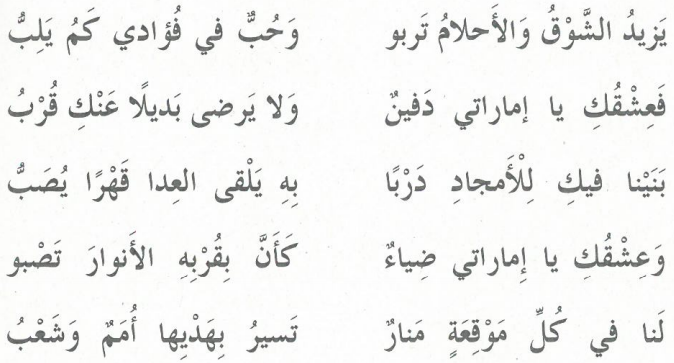 يَزيدُ الشَّوْقُ وَالأَحلامُ تَربو وَحُبٌّ في فُؤادي كَمُ يَلِبُّ
فَعِشْقُكِ يا إماراتي دَفينٌ وَلا يَرضى بَديلًا عَنْكِ قُرْبُ
بَنَيْنا فيكِ لِلْأَمجادِ دَرْبًا بِهِ يَلْقى العِدا قَهْرًا يُصَبُّ
وَعِشْقُكِ يا إِماراتي ضِياءٌ كَأَنَّ بِقُرْبِهِ الأَنوارَ تَصْبو
لَنا في كُلِّ مَوْقِعَةٍ مَنارٌ تَسيرُ بِهَدْيِها أُمَمٌ وَشَعْبُ